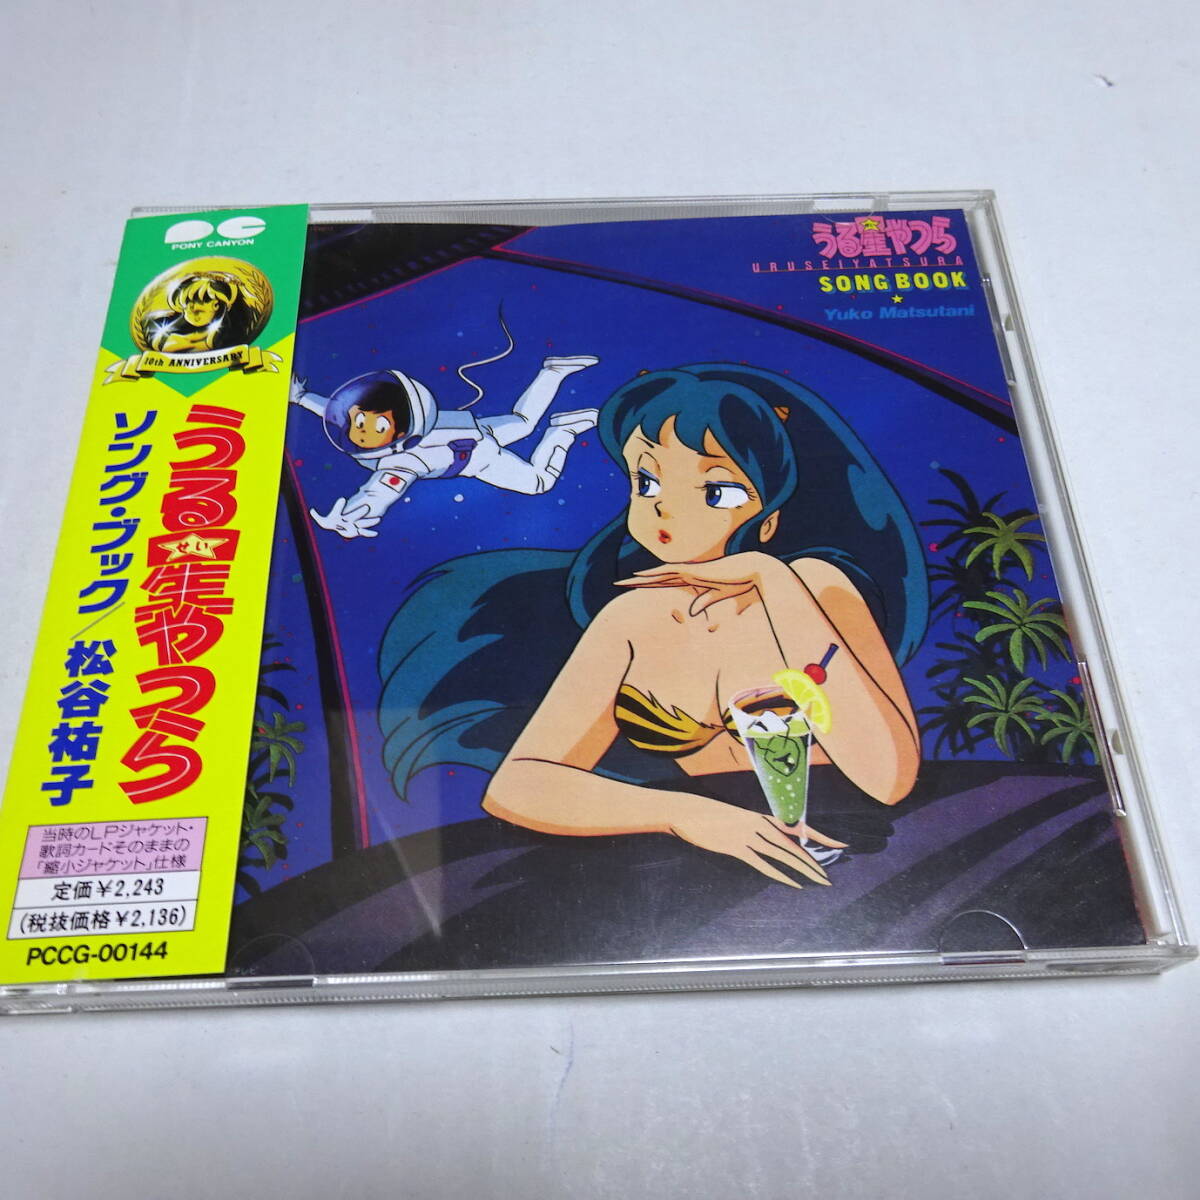 PONY CANYON
10th ANNIVERSARY
うる星やつら
せい
ソング・ブック/松谷祐子
当時のLPジャケット・
歌詞カードそのままの
「縮小ジャケット」仕様
定価¥2,243
(税抜価格¥2,136)
PCCG-00144
うる星やつら
URUSEIYATSURA
SONG BOOK
Yuko Matsutani